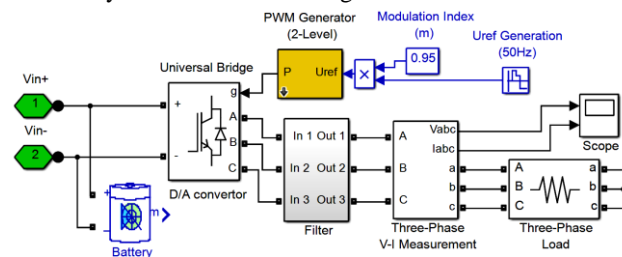 PWM Generator
(2-Level)
Modulation Index
(m)
Uref Generation
(50Hz)
Universal Bridge
P
Uref
0.95
Vin+
1
Vin-
2
+
-
g
A
B
C
D/A convertor
+
-
m
Battery
In 1 Out 1
In 2 Out 2
In 3 Out 3
Filter
A
B
C
Vabc
Iabc
a
b
c
Three-Phase
V-I Measurement
Scope
A
B
C
a
b
c
Three-Phase
Load